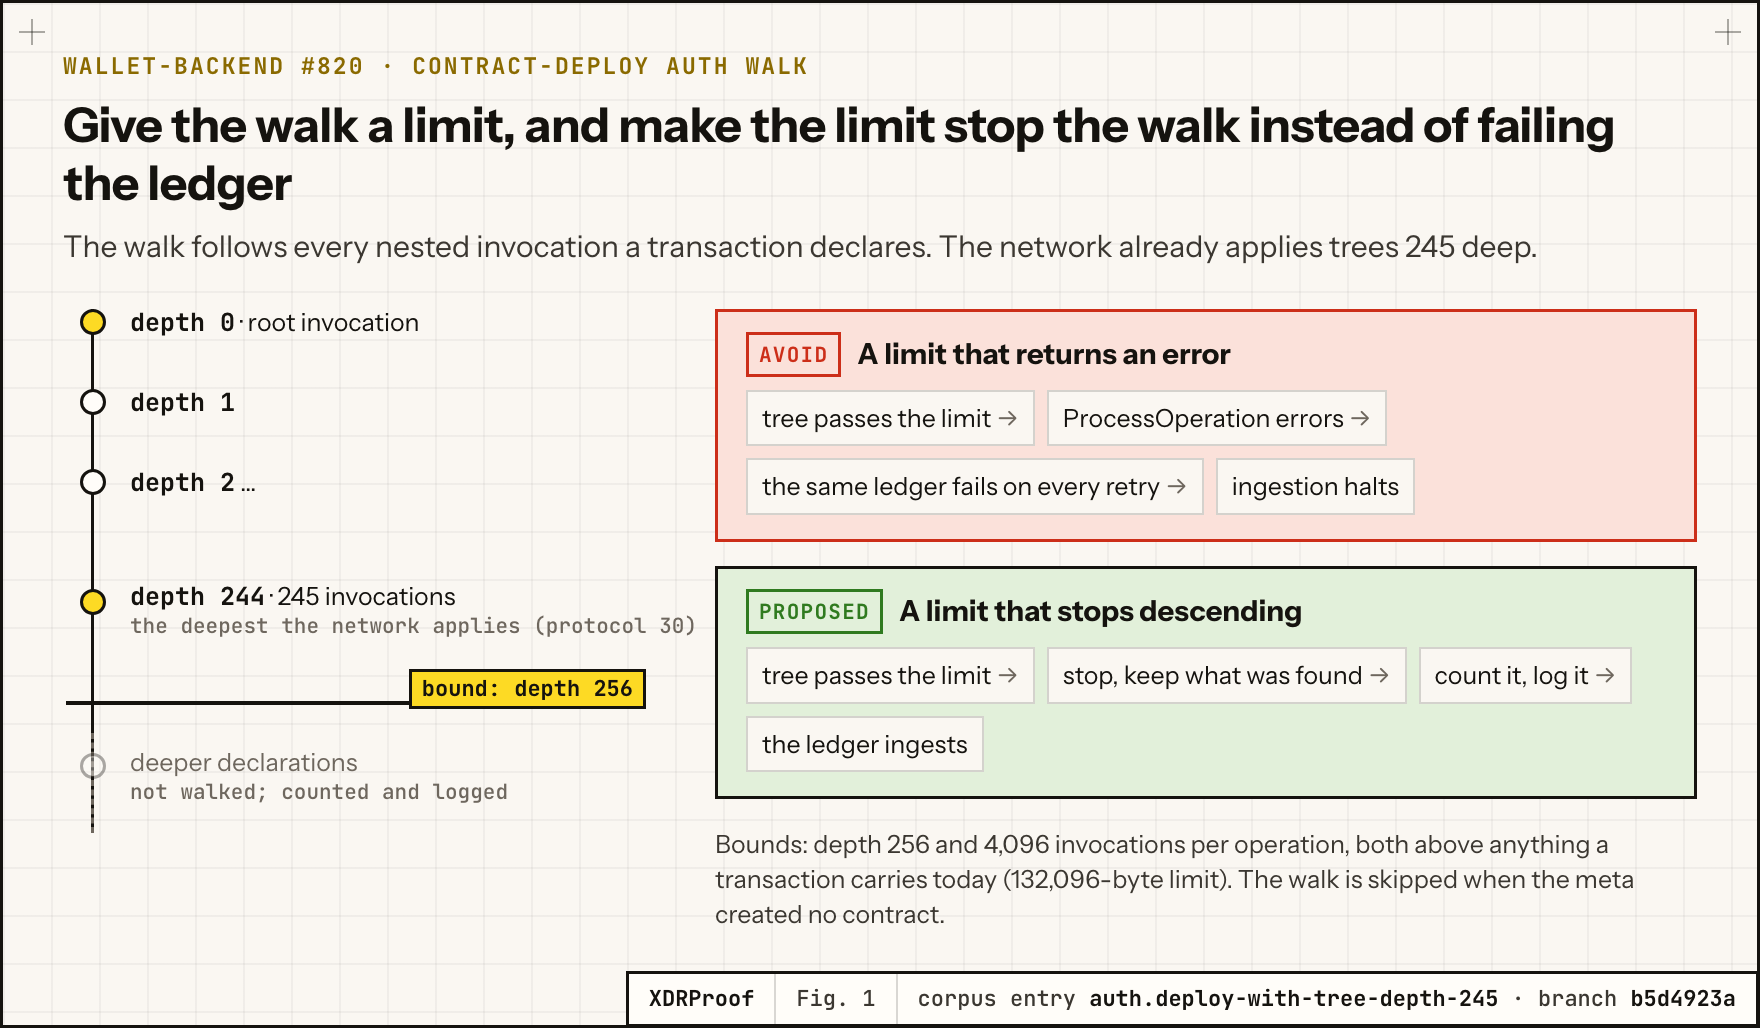 WALLET-BACKEND #820 · CONTRACT-DEPLOY AUTH WALK
Give the walk a limit, and make the limit stop the walk instead of failing
the ledger
The walk follows every nested invocation a transaction declares. The network already applies trees 245 deep.
depth 0 · root invocation
depth 1
depth 2 …
depth 244 · 245 invocations
the deepest the network applies (protocol 30)
bound: depth 256
deeper declarations
not walked; counted and logged
AVOID A limit that returns an error
tree passes the limit → ProcessOperation errors →
the same ledger fails on every retry → ingestion halts
PROPOSED A limit that stops descending
tree passes the limit → stop, keep what was found → count it, log it →
the ledger ingests
Bounds: depth 256 and 4,096 invocations per operation, both above anything a
transaction carries today (132,096-byte limit). The walk is skipped when the meta
created no contract.
XDRProof Fig. 1 corpus entry auth.deploy-with-tree-depth-245 · branch b5d4923a